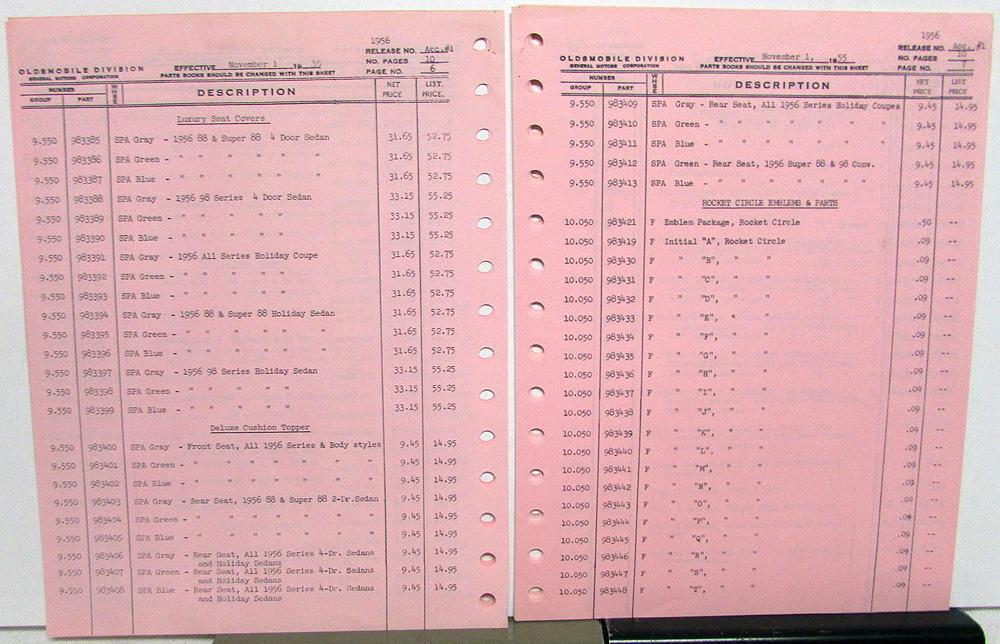 1956
RELEASE NO. Acc. #1
OLDSMOBILE DIVISION EFFECTIVE November 1 19 55 NO. PAGES 10
GENERAL MOTORS CORPORATION PARTS BOOKS SHOULD BE CHANGED WITH THIS SHEET PAGE NO. 6
NUMBER NET LIST
GROUP PART DESCRIPTION PRICE PRICE.
Luxury Seat Covers
9.550 983385 SPA Gray - 1956 88 & Super 88 4 Door Sedan 31.65 52.75
9.550 983386 SPA Green - " " " " " 31.65 52.75
9.550 983387 SPA Blue - " " " " " 31.65 52.75
9.550 983388 SPA Gray - 1956 98 Series 4 Door Sedan 33.15 55.25
9.550 983389 SPA Green - " " " " " 33.15 55.25
9.550 983390 SPA Blue - " " " " " 33.15 55.25
9.550 983391 SPA Gray - 1956 All Series Holiday Coupe 31.65 52.75
9.550 983392 SPA Green - " " " " " 31.65 52.75
9.550 983393 SPA Blue - " " " " " 31.65 52.75
9.550 983394 SPA Gray - 1956 88 & Super 88 Holiday Sedan 31.65 52.75
9.550 983395 SPA Green - " " " " " " 31.65 52.75
9.550 983396 SPA Blue - " " " " " " 31.65 52.75
9.550 983397 SPA Gray - 1956 98 Series Holiday Sedan 33.15 55.25
9.550 983398 SPA Green - " " " " " 33.15 55.25
9.550 983399 SPA Blue - " " " " " 33.15 55.25
Deluxe Cushion Topper
9.550 983400 SPA Gray - Front Seat, All 1956 Series & Body styles 9.45 14.95
9.550 983401 SPA Green - " " " " " " " 9.45 14.95
9.550 983402 SPA Blue - " " " " " " " 9.45 14.95
9.550 983403 SPA Gray - Rear Seat, 1956 88 & Super 88 2-Dr.Sedan 9.45 14.95
9.550 983404 SPA Green - " " " " " " " 9.45 14.95
9.550 983405 SPA Blue - " " " " " " " 9.45 14.95
9.550 983406 SPA Gray - Rear Seat, All 1956 Series 4-Dr. Sedans 9.45 14.95
and Holiday Sedans
9.550 983407 SPA Green - Rear Seat, All 1956 Series 4-Dr. Sedans 9.45 14.95
and Holiday Sedans
9.550 983408 SPA Blue - Rear Seat, All 1956 Series 4-Dr. Sedans 9.45 14.95
and Holiday Sedans
1956
RELEASE NO. Acc. #1
OLDSMOBILE DIVISION EFFECTIVE November 1, 19 55 NO. PAGES 10
GENERAL MOTORS CORPORATION PARTS BOOKS SHOULD BE CHANGED WITH THIS SHEET PAGE NO. 7
NUMBER NET LIST
GROUP PART DESCRIPTION PRICE PRICE
9.550 983409 SPA Gray - Rear Seat, All 1956 Series Holiday Coupes 9.45 14.95
9.550 983410 SPA Green - " " " " " " " 9.45 14.95
9.550 983411 SPA Blue - " " " " " " " 9.45 14.95
9.550 983412 SPA Green - Rear Seat, 1956 Super 88 & 98 Conv. 9.45 14.95
9.550 983413 SPA Blue - " " " " " " " 9.45 14.95
ROCKET CIRCLE EMBLEMS & PARTS
10.050 983421 F Emblem Package, Rocket Circle .50 --
10.050 983419 F Initial "A", Rocket Circle .09 --
10.050 983430 F " "B", " " .09 --
10.050 983431 F " "C", " " .09 --
10.050 983432 F " "D", " " .09 --
10.050 983433 F " "E", " " .09 --
10.050 983434 F " "F", " " .09 --
10.050 983435 F " "G", " " .09 --
10.050 983436 F " "H", " " .09 --
10.050 983437 F " "I", " " .09 --
10.050 983438 F " "J", " " .09 --
10.050 983439 F " "K", " " .09 --
10.050 983440 F " "L", " " .09 --
10.050 983441 F " "M", " " .09 --
10.050 983442 F " "N", " " .09 --
10.050 983443 F " "O", " " .09 --
10.050 983444 F " "P", " " .09 --
10.050 983445 F " "Q", " " .09 --
10.050 983446 F " "R", " " .09 --
10.050 983447 F " "S", " " .09 --
10.050 983448 F " "T", " " .09 --